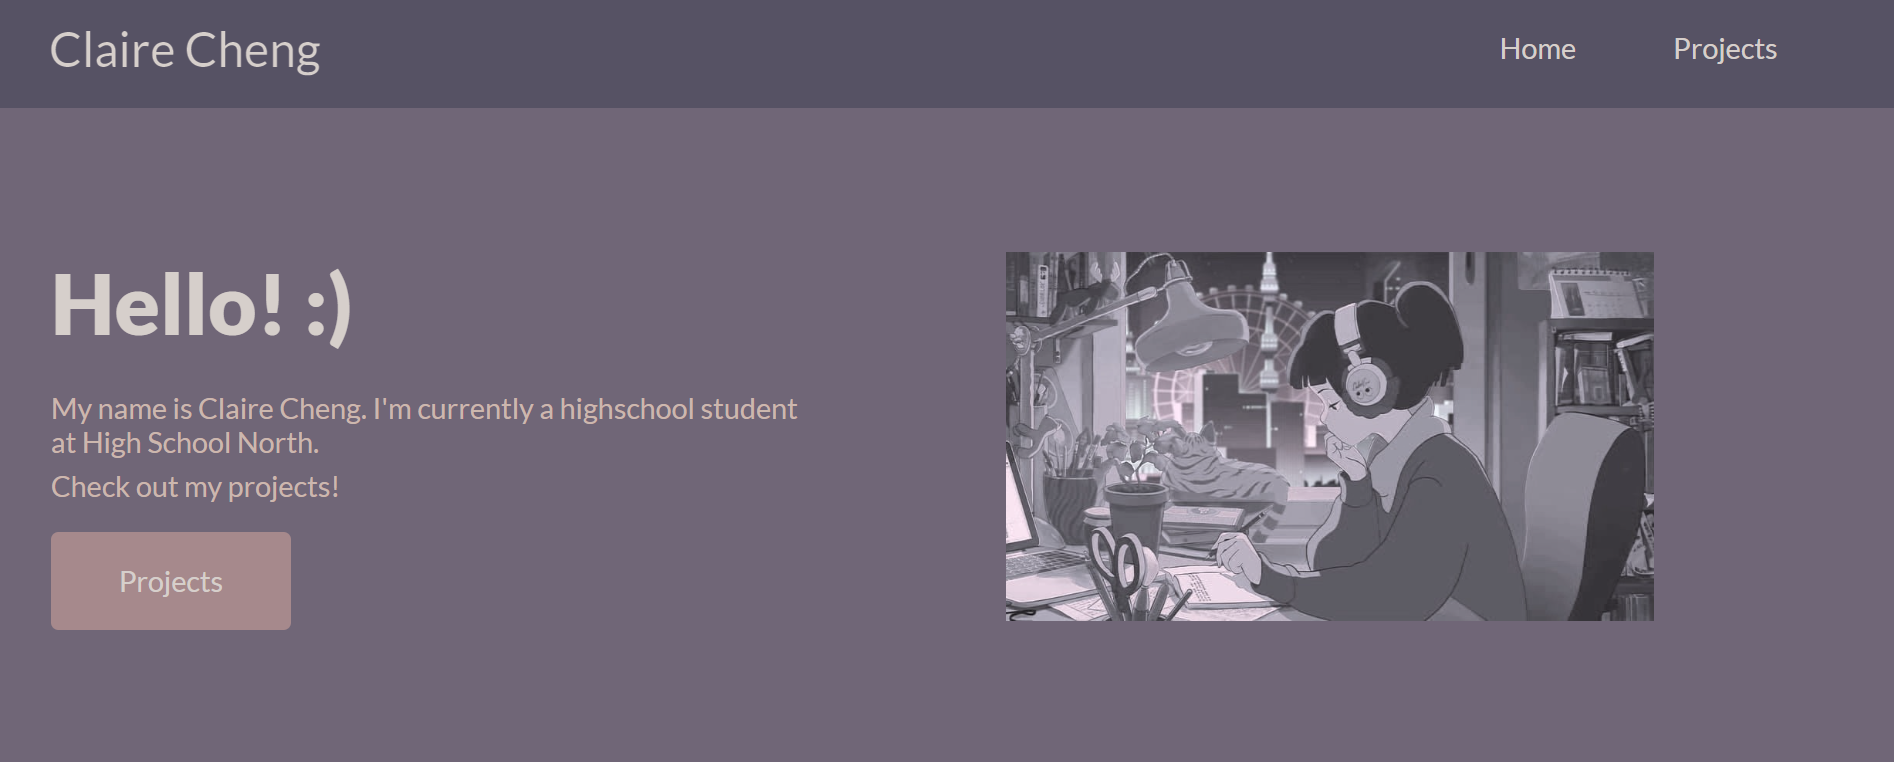 Claire Cheng
Home
Projects
Hello! :)
My name is Claire Cheng. I'm currently a highschool student
at High School North.
Check out my projects!
Projects